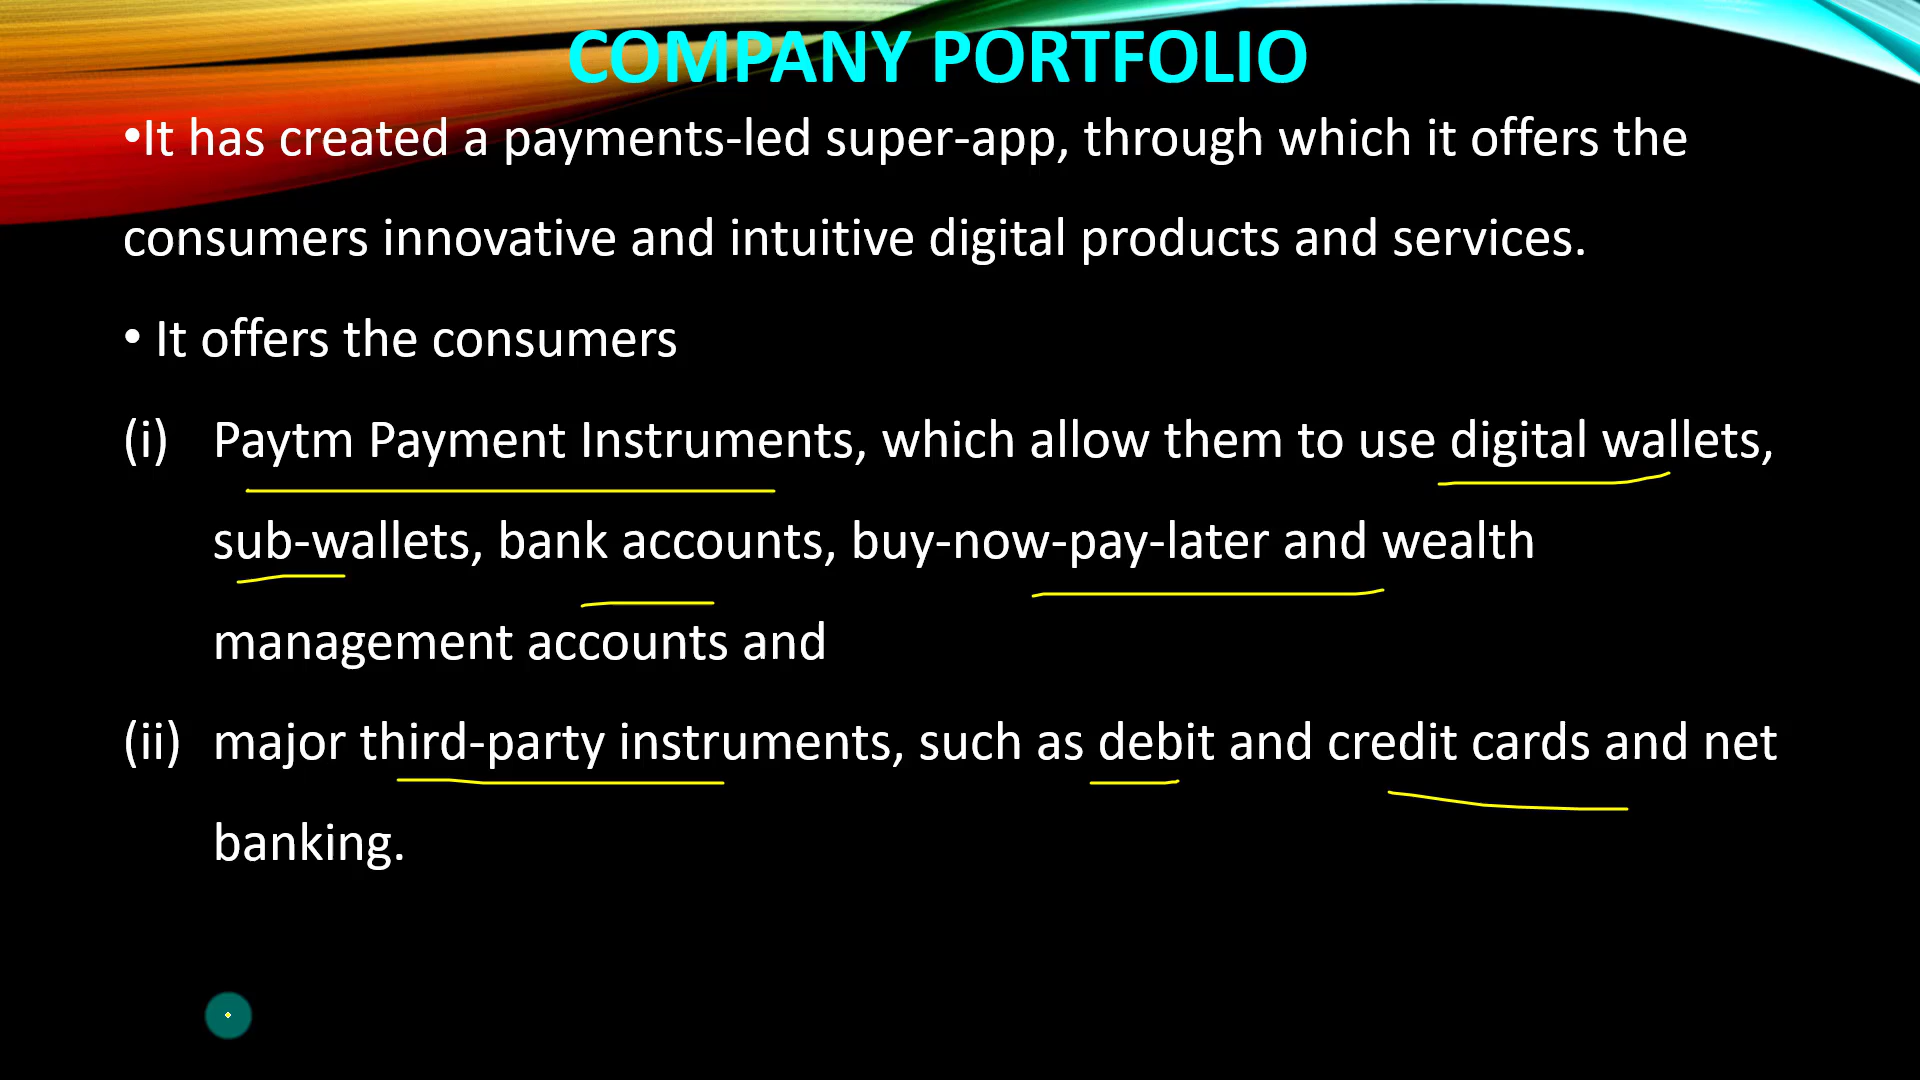 COMPANY PORTFOLIO
•It has created a payments-led super-app, through which it offers the
consumers innovative and intuitive digital products and services.
• It offers the consumers
(i) Paytm Payment Instruments, which allow them to use digital wallets,
sub-wallets, bank accounts, buy-now-pay-later and wealth
management accounts and
(ii) major third-party instruments, such as debit and credit cards and net
banking.